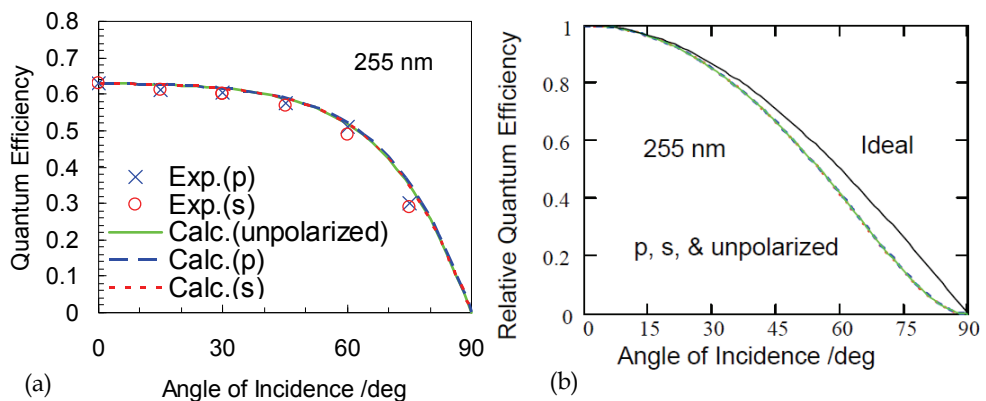 Quantum Efficiency
0.8
0.7
0.6
0.5
0.4
0.3
0.2
0.1
0
0 30 60 90
255 nm
Exp.(p)
Exp.(s)
Calc.(unpolarized)
Calc.(p)
Calc.(s)
Angle of Incidence /deg
(a)
Relative Quantum Efficiency
1
0.8
0.6
0.4
0.2
0
0 15 30 45 60 75 90
255 nm
Ideal
p, s, & unpolarized
Angle of Incidence /deg
(b)